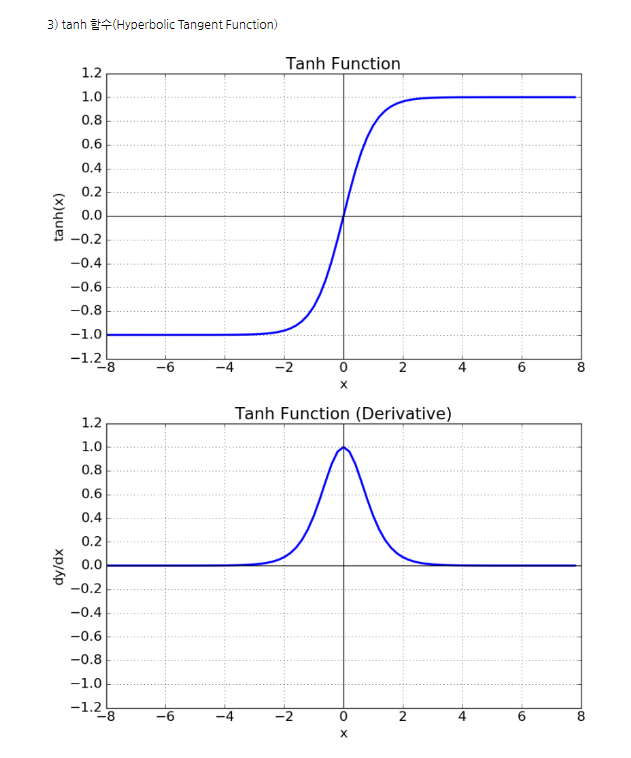 3) tanh 함수(Hyperbolic Tangent Function)
Tanh Function
1.2
1.0
0.8
0.6
0.4
0.2
0.0
−0.2
−0.4
−0.6
−0.8
−1.0
−1.2
tanh(x)
−8 −6 −4 −2 0 2 4 6 8
x
Tanh Function (Derivative)
1.2
1.0
0.8
0.6
0.4
0.2
0.0
−0.2
−0.4
−0.6
−0.8
−1.0
−1.2
dy/dx
−8 −6 −4 −2 0 2 4 6 8
x